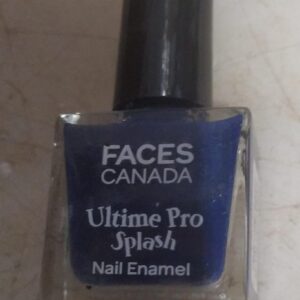 FACES
CANADA
Ultime Pro
Splash
Nail Enamel